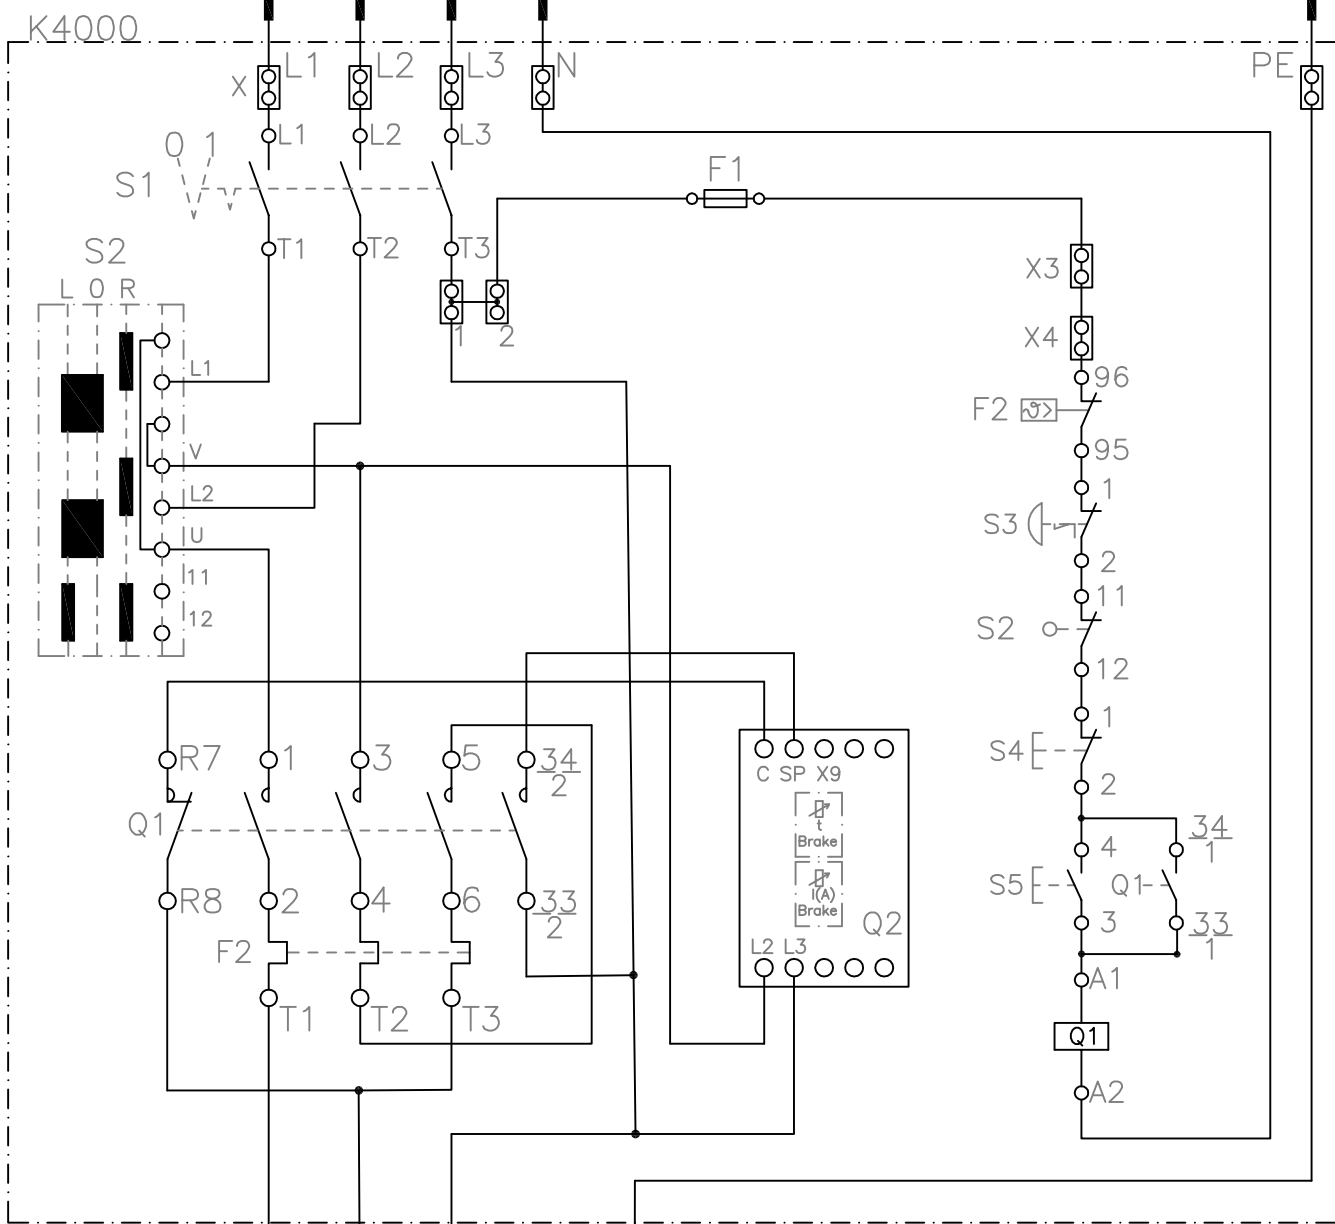 K4000
X L1 L2 L3 N PE
L1 L2 L3
0 1
S1
F1
T1 T2 T3
S2
L 0 R
1 2
X3
X4
L1
V
L2
U
11
12
96
F2 ϑ>
95
1
S3
2
11
S2
12
1
S4
2
R7 1 3 5 34/2
Q1
R8 2 4 6 33/2
F2
T1 T2 T3
C SP X9
t
Brake
I(A)
Brake
Q2
L2 L3
4 34/1
S5 Q1
3 33/1
A1
Q1
A2